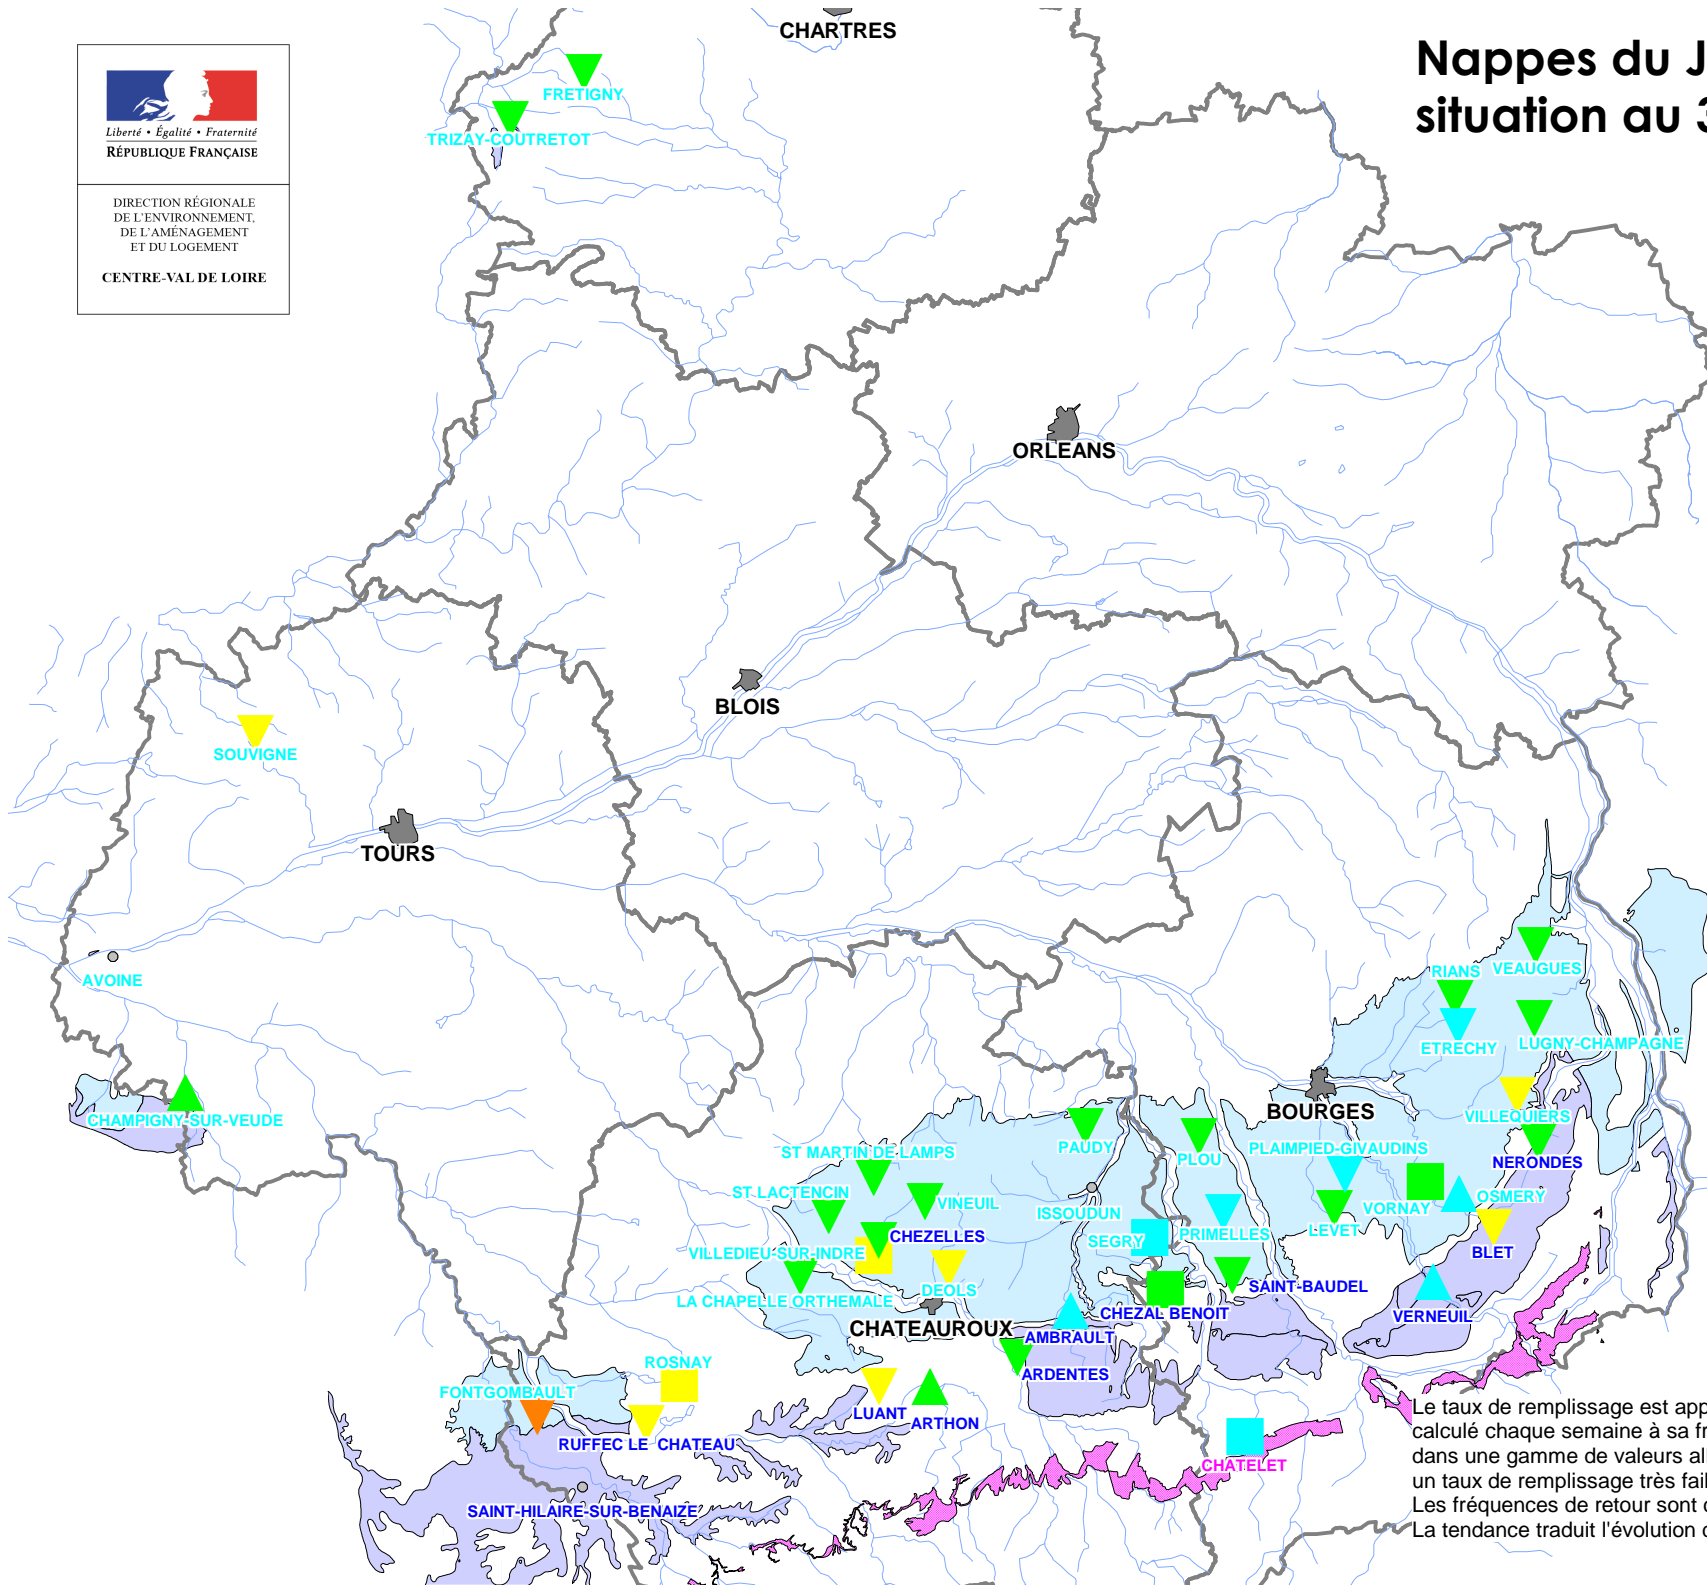 Liberté • Égalité • Fraternité
RÉPUBLIQUE FRANÇAISE
DIRECTION RÉGIONALE
DE L'ENVIRONNEMENT,
DE L'AMÉNAGEMENT
ET DU LOGEMENT
CENTRE-VAL DE LOIRE
Nappes du J
situation au 3
CHARTRES
FRETIGNY
TRIZAY-COUTRETOT
ORLEANS
BLOIS
SOUVIGNE
TOURS
AVOINE
RIANS
VEAUGUES
ETRECHY
LUGNY-CHAMPAGNE
BOURGES
VILLEQUIERS
CHAMPIGNY-SUR-VEUDE
ST MARTIN DE LAMPS
PAUDY
PLOU
PLAIMPIED-GIVAUDINS
NERONDES
ST LACTENCIN
VINEUIL
ISSOUDUN
VORNAY
OSMERY
CHEZELLES
SEGRY
PRIMELLES
LEVET
VILLEDIEU-SUR-INDRE
BLET
DEOLS
SAINT-BAUDEL
LA CHAPELLE ORTHEMALE
CHEZAL BENOIT
VERNEUIL
CHATEAUROUX
AMBRAULT
ROSNAY
ARDENTES
FONTGOMBAULT
LUANT
ARTHON
RUFFEC LE CHATEAU
CHATELET
SAINT-HILAIRE-SUR-BENAIZE
Le taux de remplissage est app
calculé chaque semaine à sa fr
dans une gamme de valeurs all
un taux de remplissage très fail
Les fréquences de retour sont
La tendance traduit l'évolution